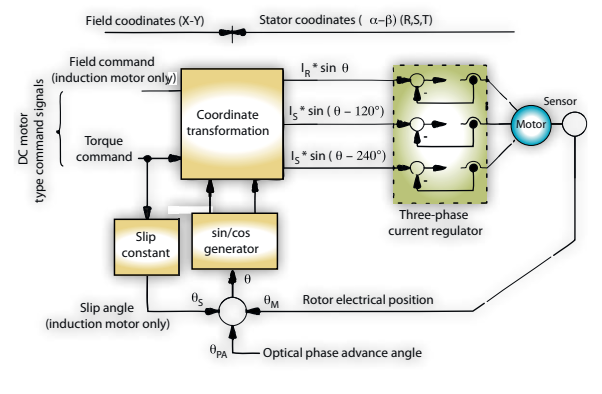 Field coordinates (X-Y)
Stator coordinates ( α–β) (R,S,T)
Field command
(induction motor only)
DC motor
type command signals
Torque
command
Coordinate
transformation
I_R* sin θ
I_S* sin ( θ – 120°)
I_S* sin ( θ – 240°)
-
-
-
Three-phase
current regulator
Motor
Sensor
Slip
constant
sin/cos
generator
θ
θ_S
θ_M
Rotor electrical position
Slip angle
(induction motor only)
θ_PA
Optical phase advance angle